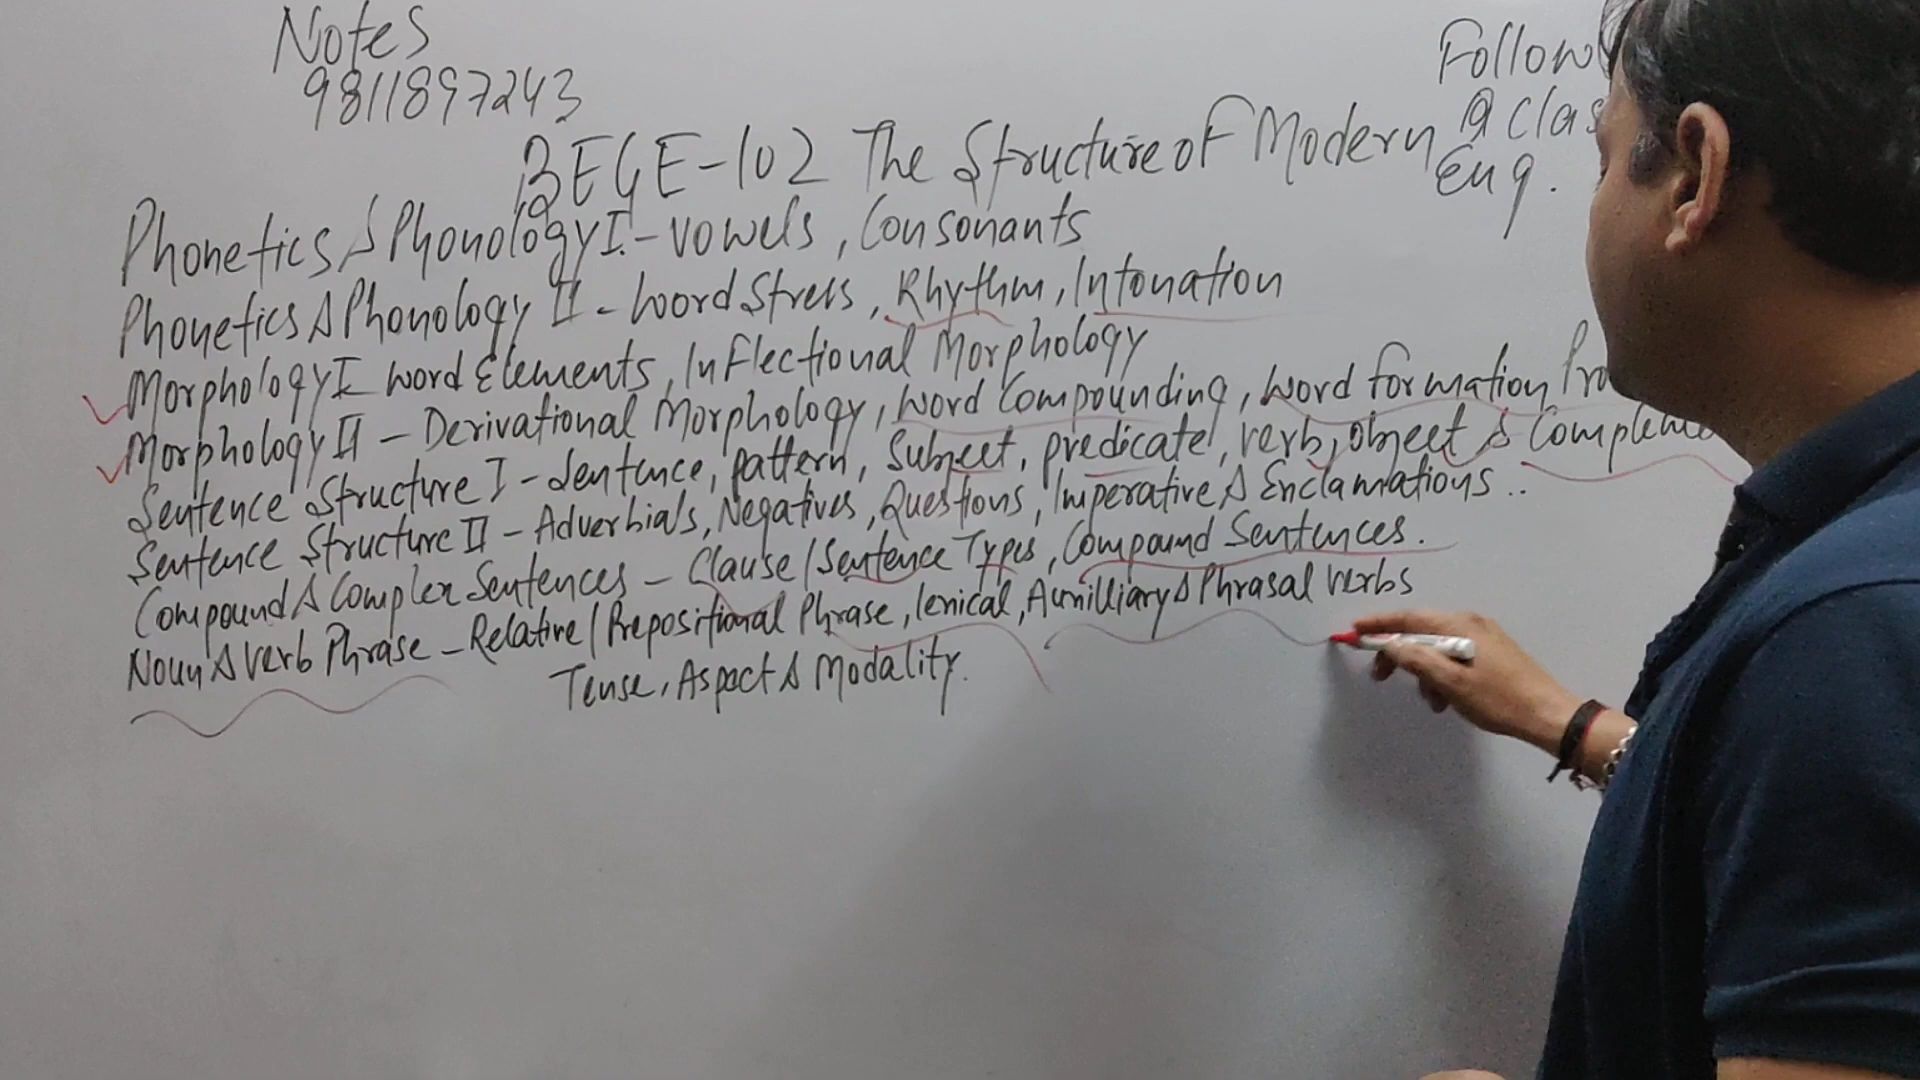 Notes
9811897243
Follow
@clas
BEGE-102 The Structure of Modern Eng.
Phonetics & Phonology I - Vowels, Consonants
Phonetics & Phonology II - Word Stress, Rhythm, Intonation
Morphology I Word Elements, Inflectional Morphology
Morphology II - Derivational Morphology, Word Compounding, Word formation Pro
Sentence Structure I - Sentence, pattern, Subject, predicate, verb, object & Compleme
Sentence Structure II - Adverbials, Negatives, Questions, Imperative & Exclamations..
Compound & Complex Sentences - Clause/Sentence Types, Compound Sentences.
Noun & Verb Phrase - Relative/Prepositional Phrase, lexical, Auxilliary & Phrasal Verbs
Tense, Aspect & Modality.